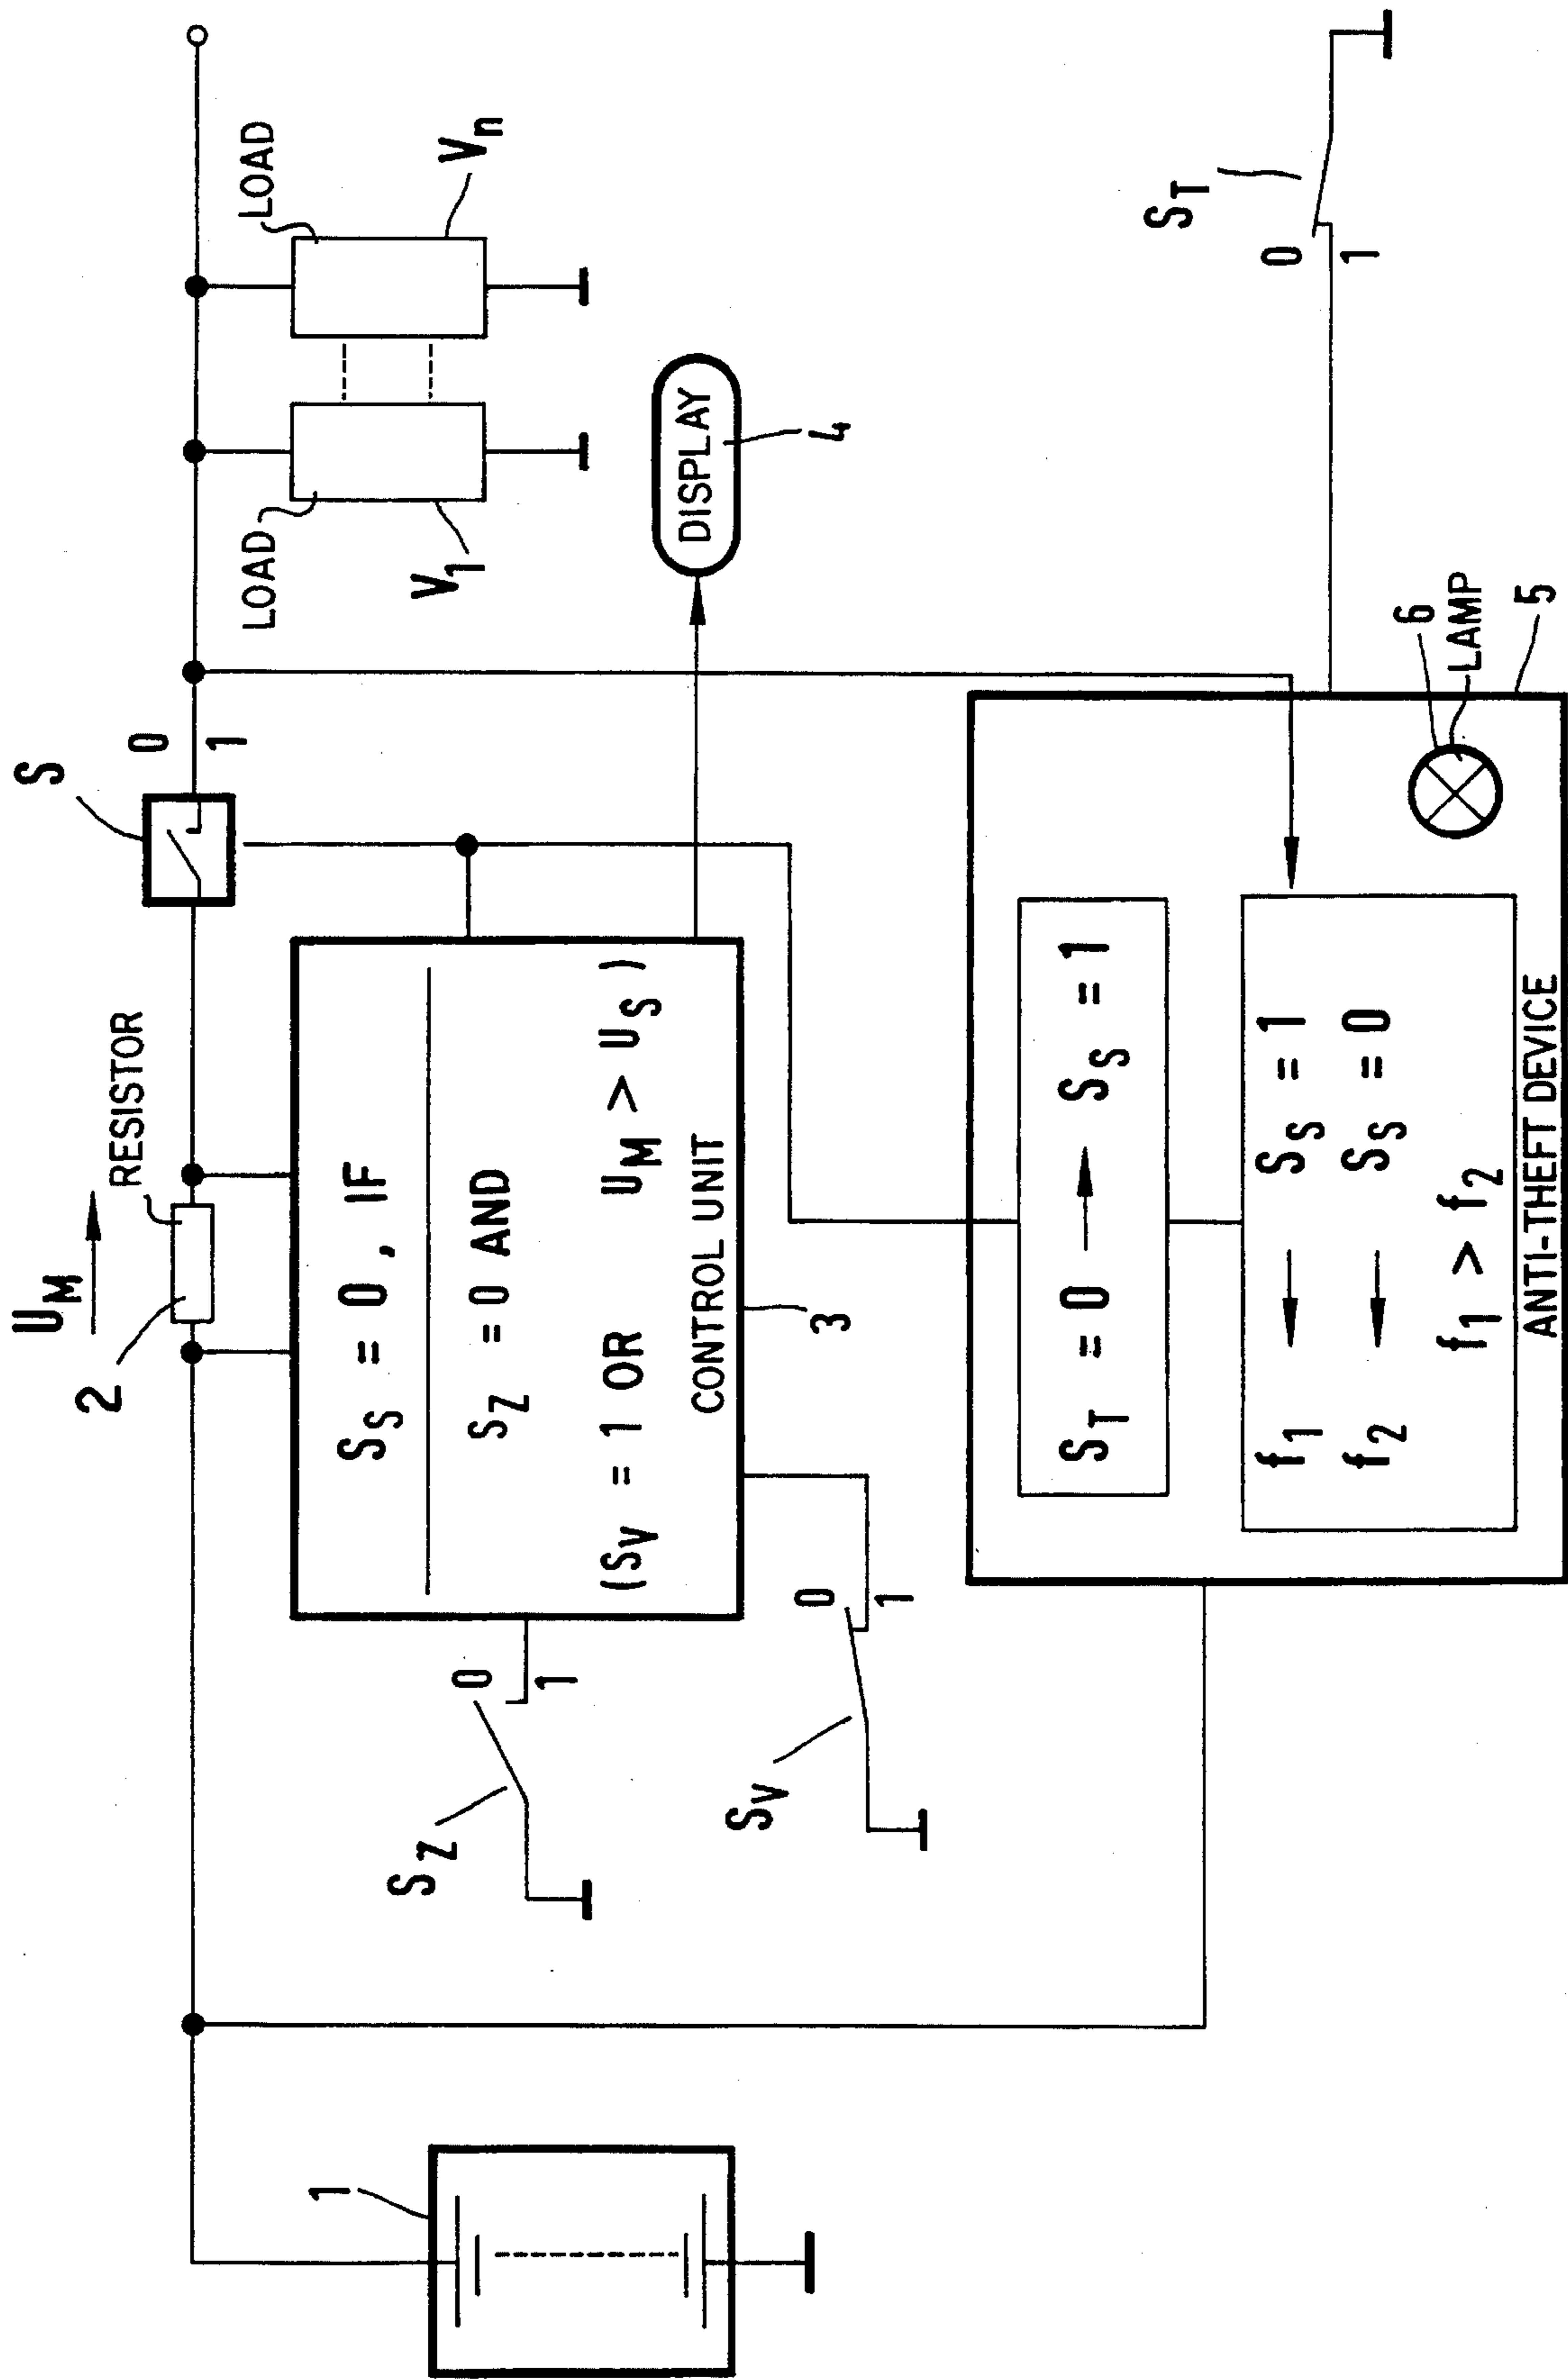 U_M
2
RESISTOR
S
0
1
LOAD
V_1
LOAD
V_n
S_S = 0, IF
S_Z = 0 AND
(S_V = 1 OR U_M > U_S)
CONTROL UNIT
3
DISPLAY
4
1
S_Z
0
1
S_V
0
1
S_T = 0 → S_S = 1
f_1 ← S_S = 1
f_2 ← S_S = 0
f_1 > f_2
ANTI-THEFT DEVICE
6
LAMP
5
S_T
0
1